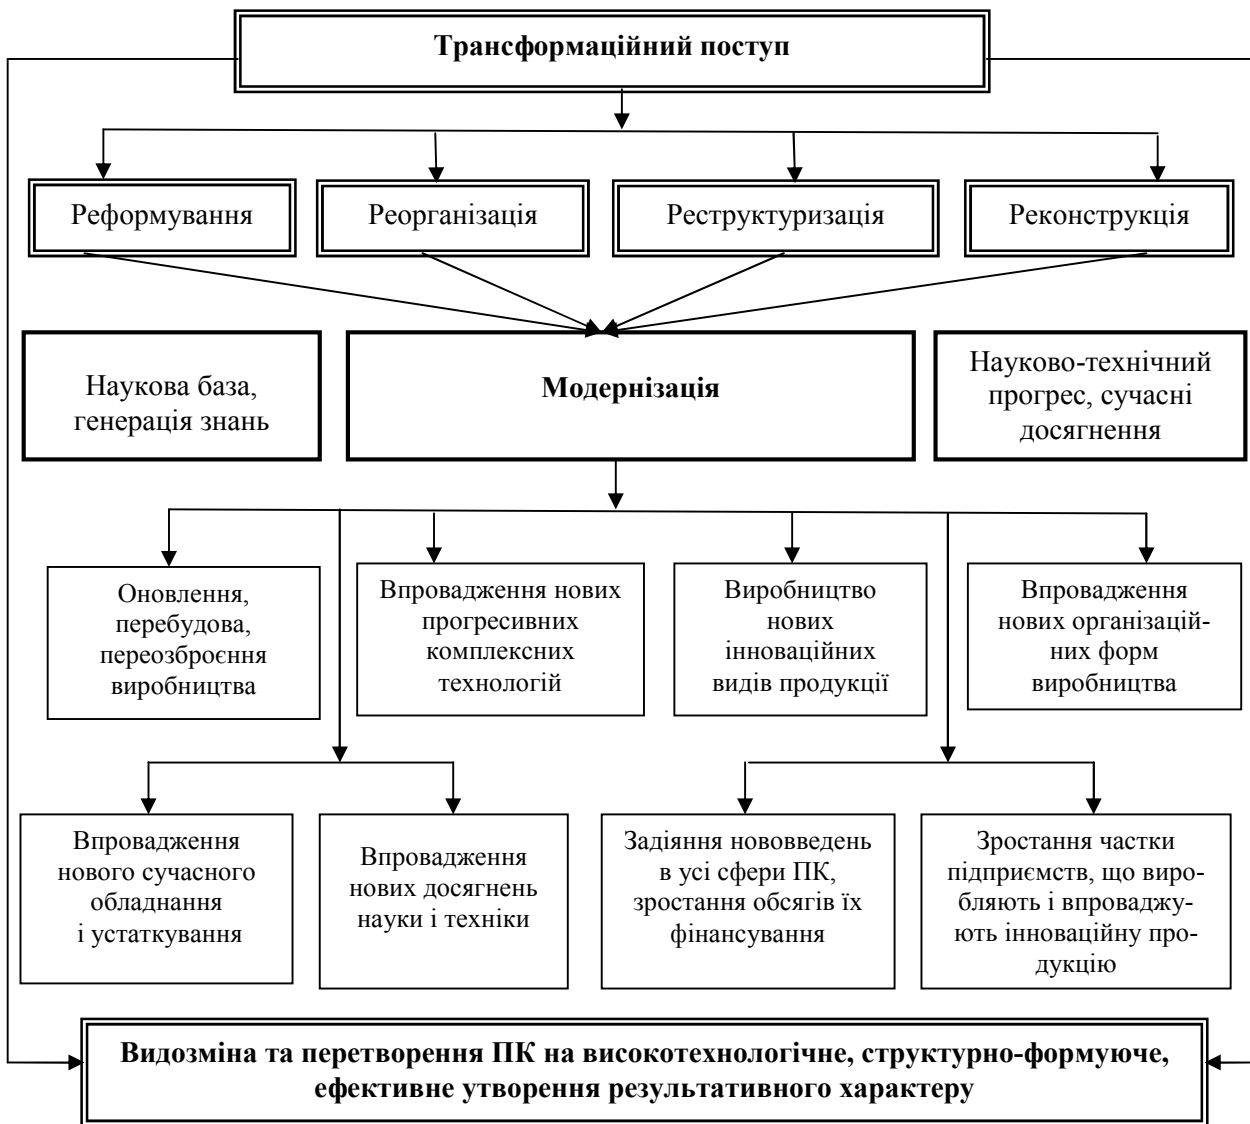 Трансформаційний поступ
Реформування
Реорганізація
Реструктуризація
Реконструкція
Наукова база,
генерація знань
Модернізація
Науково-технічний
прогрес, сучасні
досягнення
Оновлення,
перебудова,
переозброєння
виробництва
Впровадження нових
прогресивних
комплексних
технологій
Виробництво
нових
інноваційних
видів продукції
Впровадження
нових організацій-
них форм
виробництва
Впровадження
нового сучасного
обладнання
і устаткування
Впровадження
нових досягнень
науки і техніки
Задіяння нововведень
в усі сфери ПК,
зростання обсягів їх
фінансування
Зростання частки
підприємств, що виро-
бляють і впроваджу-
ють інноваційну про-
дукцію
Видозміна та перетворення ПК на високотехнологічне, структурно-формуюче,
ефективне утворення результативного характеру